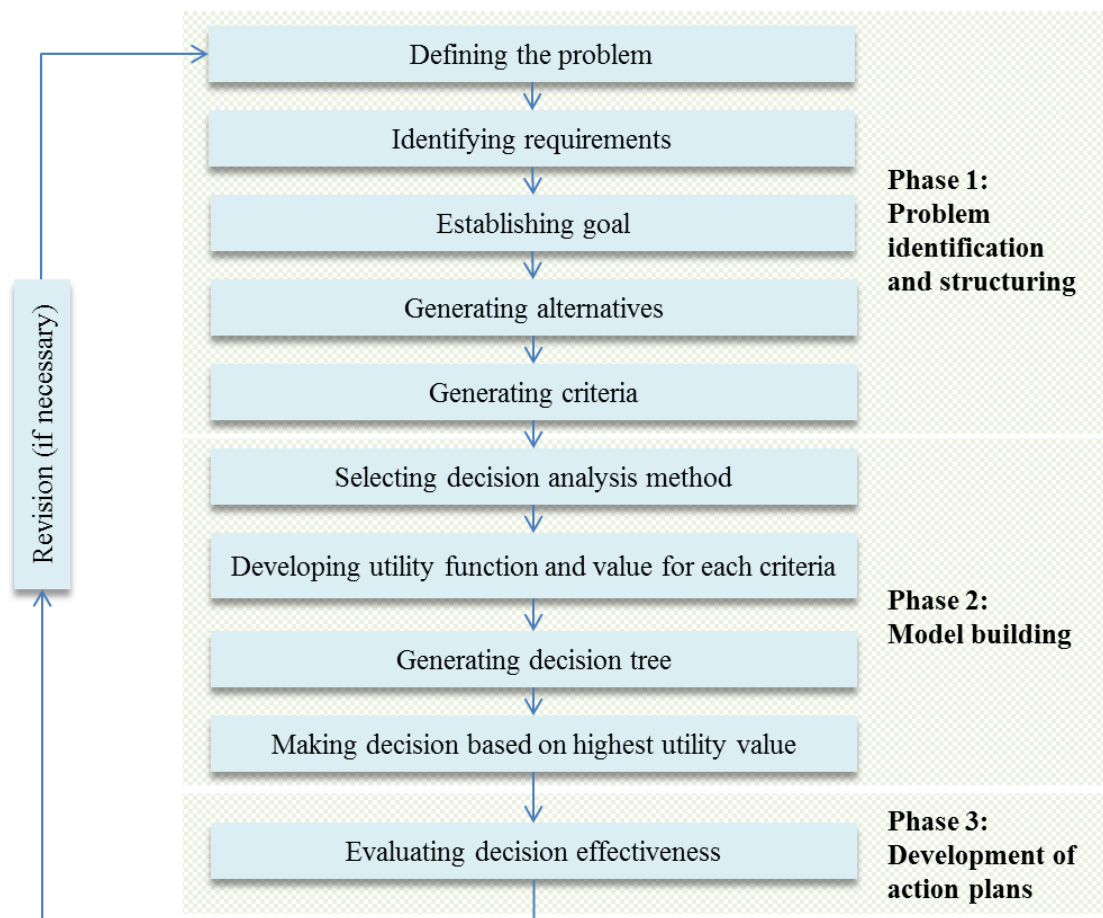 Defining the problem
Identifying requirements
Establishing goal
Generating alternatives
Generating criteria
Phase 1:
Problem
identification
and structuring
Selecting decision analysis method
Developing utility function and value for each criteria
Generating decision tree
Making decision based on highest utility value
Phase 2:
Model building
Evaluating decision effectiveness
Phase 3:
Development of
action plans
Revision (if necessary)